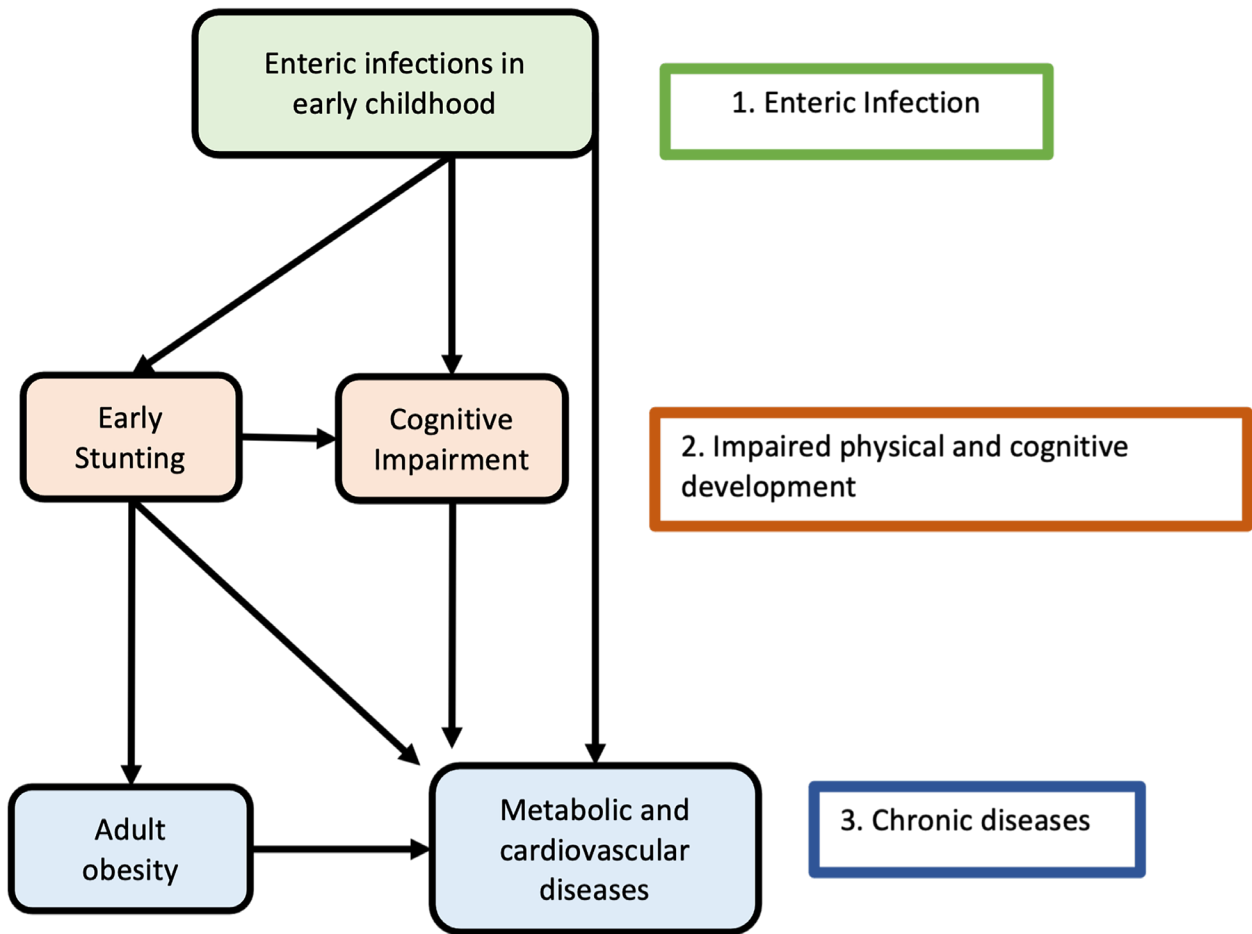 Enteric infections in
early childhood
1. Enteric Infection
Early
Stunting
Cognitive
Impairment
2. Impaired physical and cognitive
development
Adult
obesity
Metabolic and
cardiovascular
diseases
3. Chronic diseases